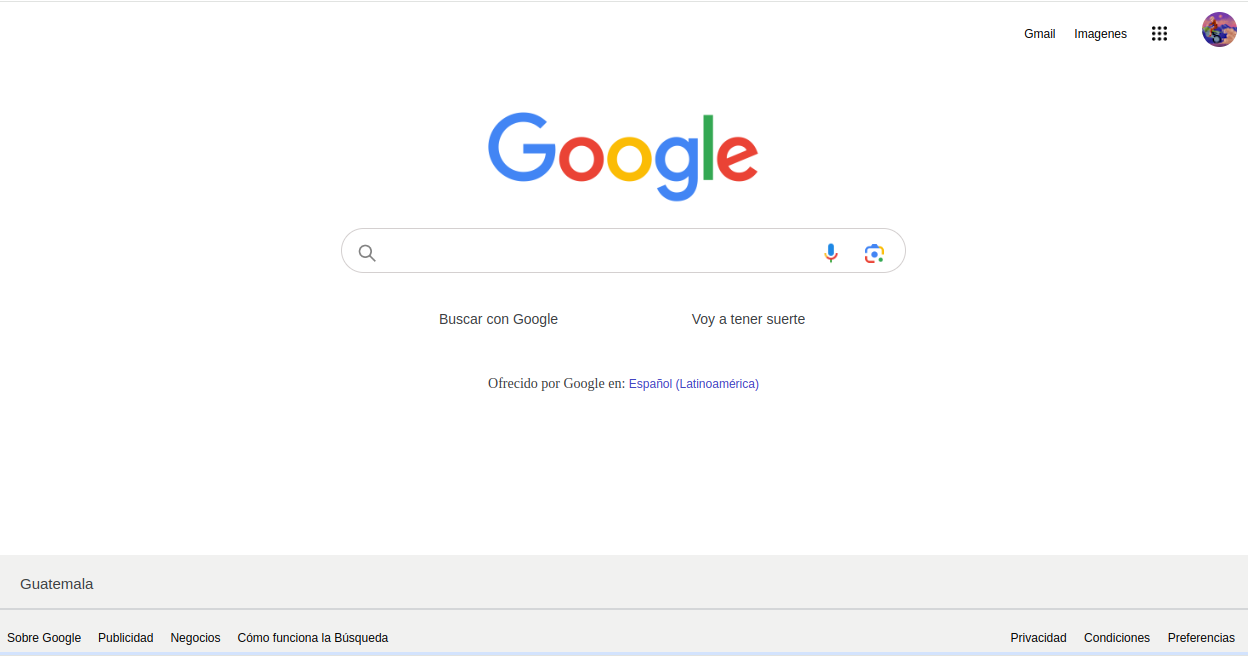 Gmail Imagenes
Google
Buscar con Google Voy a tener suerte
Ofrecido por Google en: Español (Latinoamérica)
Guatemala
Sobre Google Publicidad Negocios Cómo funciona la Búsqueda Privacidad Condiciones Preferencias